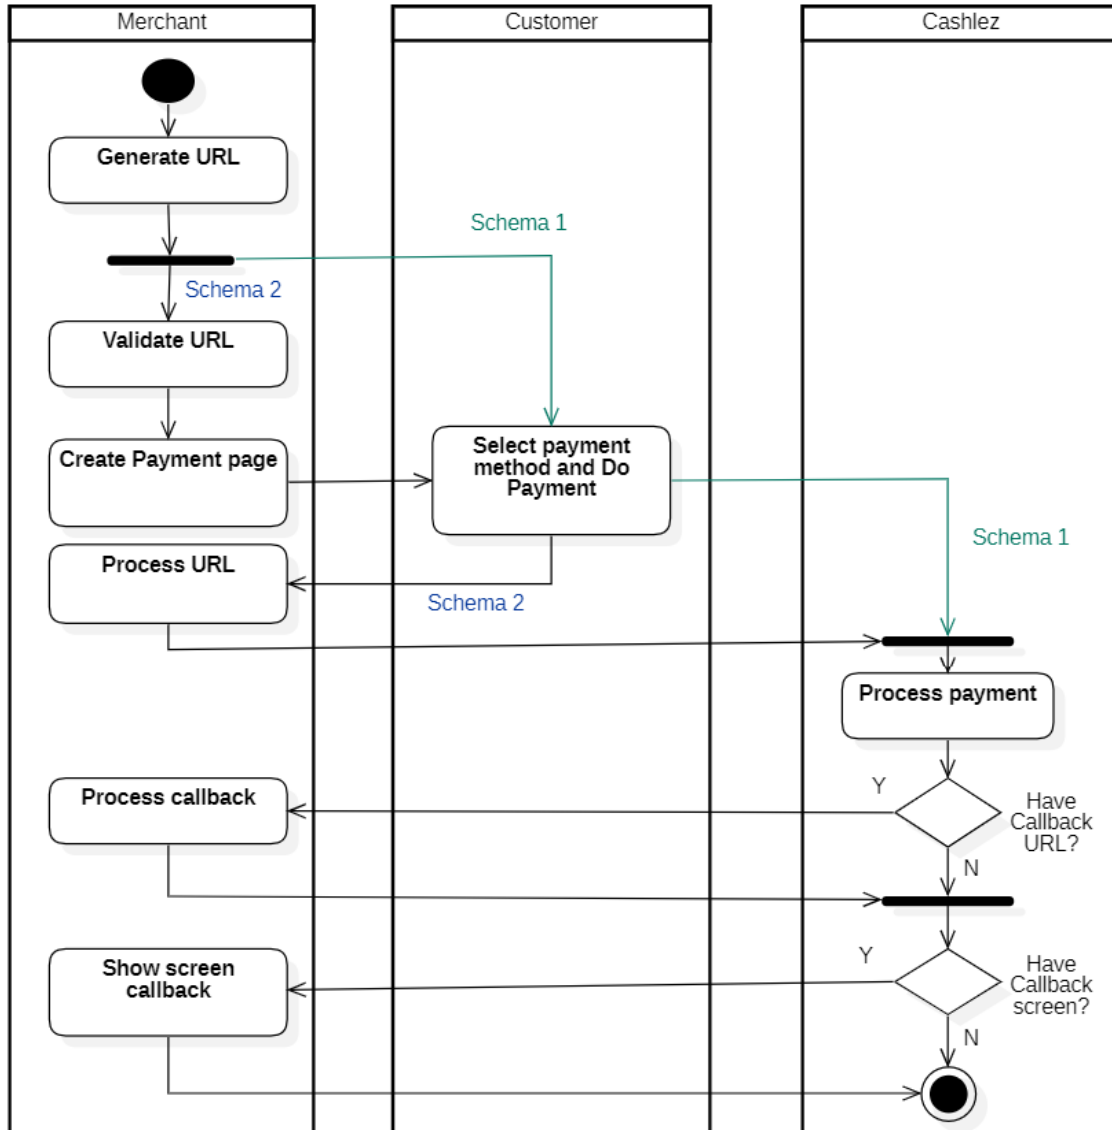 Merchant
Customer
Cashlez
Generate URL
Schema 1
Schema 2
Validate URL
Create Payment page
Select payment
method and Do
Payment
Schema 1
Process URL
Schema 2
Process payment
Process callback
Y
Have
Callback
URL?
N
Show screen
callback
Y
Have
Callback
screen?
N